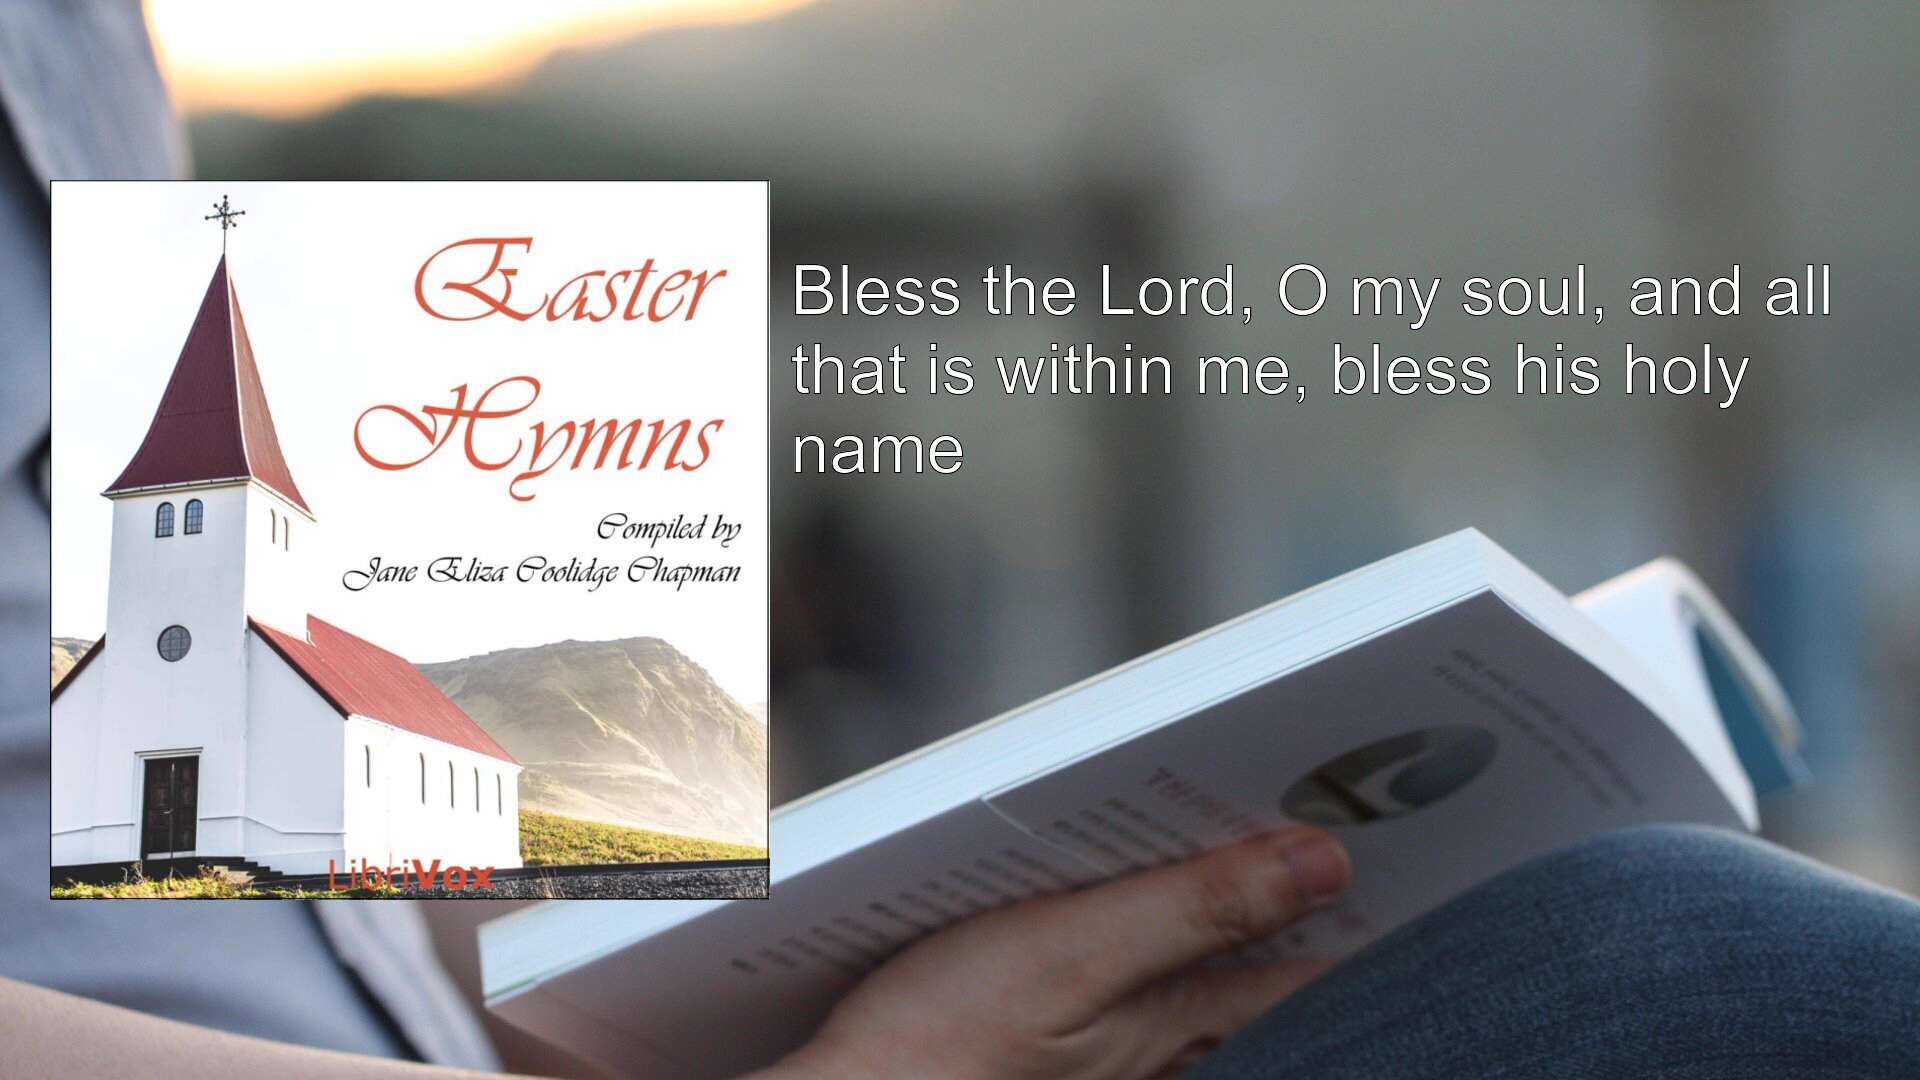 Easter
Hymns
Compiled by
Jane Eliza Coolidge Chapman
LibriVox
Bless the Lord, O my soul, and all
that is within me, bless his holy
name